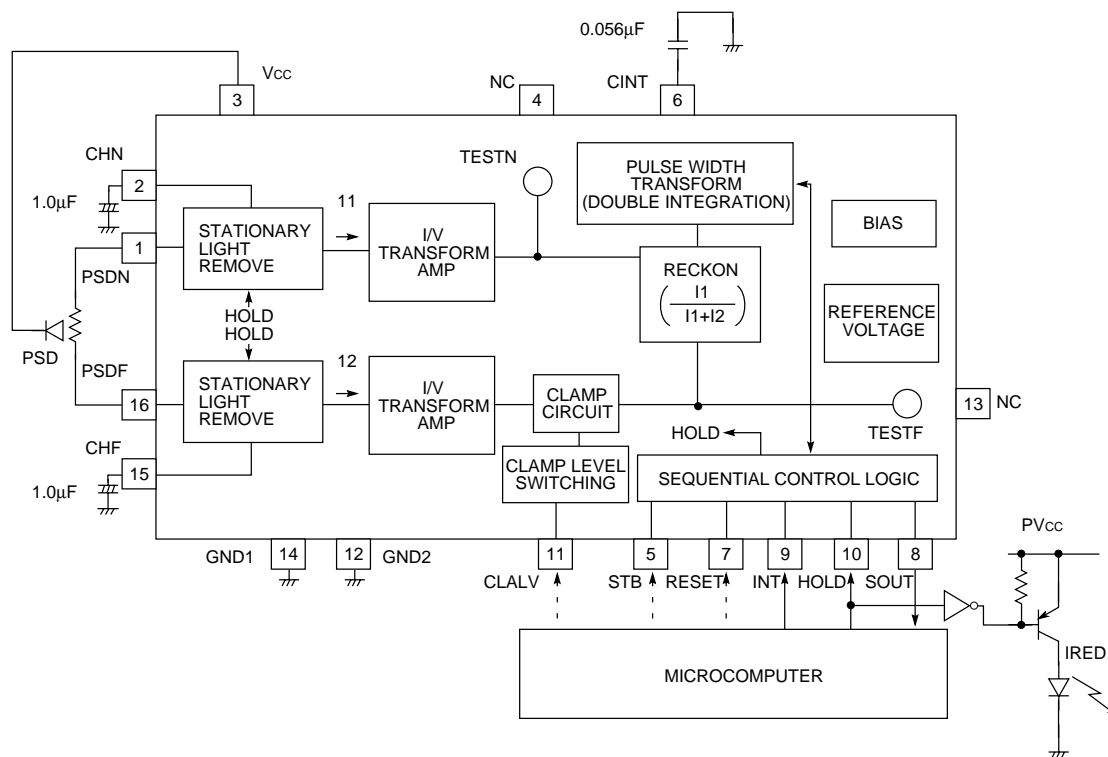 0.056μF
Vcc
NC
CINT
3
4
6
CHN
TESTN
PULSE WIDTH
TRANSFORM
(DOUBLE INTEGRATION)
2
1.0μF
11
BIAS
STATIONARY
LIGHT
REMOVE
I/V
TRANSFORM
AMP
1
PSDN
RECKON
I1
I1+I2
REFERENCE
VOLTAGE
HOLD
HOLD
PSD
PSDF
12
STATIONARY
LIGHT
REMOVE
I/V
TRANSFORM
AMP
CLAMP
CIRCUIT
16
13
NC
TESTF
HOLD
CHF
15
CLAMP LEVEL
SWITCHING
SEQUENTIAL CONTROL LOGIC
1.0μF
PVcc
GND1
14
12
GND2
11
5
7
9
10
8
CLALV
STB
RESET
INT
HOLD
SOUT
IRED
MICROCOMPUTER